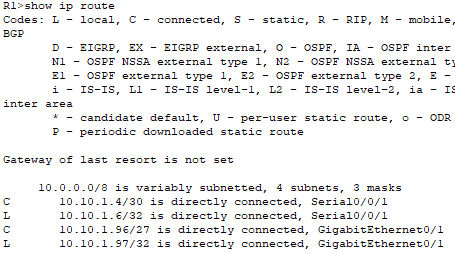 R1>show ip route
Codes: L - local, C - connected, S - static, R - RIP, M - mobile,
BGP
D - EIGRP, EX - EIGRP external, O - OSPF, IA - OSPF inter
N1 - OSPF NSSA external type 1, N2 - OSPF NSSA external ty
E1 - OSPF external type 1, E2 - OSPF external type 2, E -
i - IS-IS, L1 - IS-IS level-1, L2 - IS-IS level-2, ia - IS
inter area
* - candidate default, U - per-user static route, o - ODR
P - periodic downloaded static route
Gateway of last resort is not set
10.0.0.0/8 is variably subnetted, 4 subnets, 3 masks
C 10.10.1.4/30 is directly connected, Serial0/0/1
L 10.10.1.6/32 is directly connected, Serial0/0/1
C 10.10.1.96/27 is directly connected, GigabitEthernet0/1
L 10.10.1.97/32 is directly connected, GigabitEthernet0/1